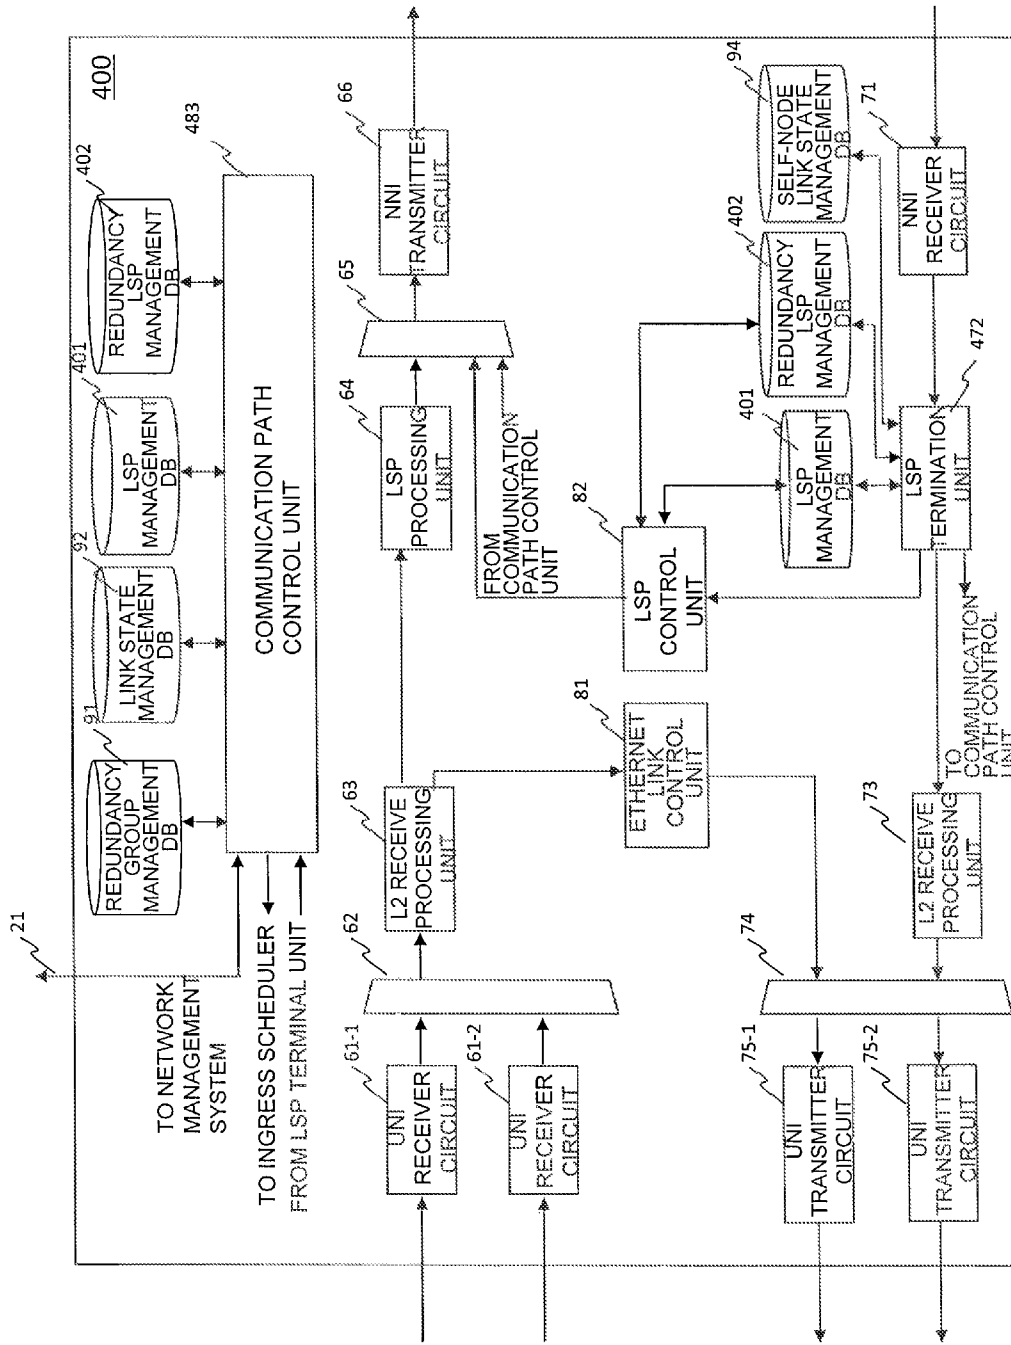 400
21
TO NETWORK
MANAGEMENT
SYSTEM
91
REDUNDANCY
GROUP
MANAGEMENT
DB
92
LINK STATE
MANAGEMENT
DB
401
LSP
MANAGEMENT
DB
402
REDUNDANCY
LSP
MANAGEMENT
DB
483
COMMUNICATION PATH
CONTROL UNIT
TO INGRESS SCHEDULER
FROM LSP TERMINAL UNIT
61-1
UNI
RECEIVER
CIRCUIT
61-2
UNI
RECEIVER
CIRCUIT
62
63
L2 RECEIVE
PROCESSING
UNIT
64
LSP
PROCESSING
UNIT
65
66
NNI
TRANSMITTER
CIRCUIT
FROM
COMMUNICATION
PATH CONTROL
UNIT
81
ETHERNET
LINK
CONTROL
UNIT
82
LSP
CONTROL
UNIT
401
LSP
MANAGEMENT
DB
402
REDUNDANCY
LSP
MANAGEMENT
DB
94
SELF-NODE
LINK STATE
MANAGEMENT
DB
75-1
UNI
TRANSMITTER
CIRCUIT
75-2
UNI
TRANSMITTER
CIRCUIT
74
73
L2 RECEIVE
PROCESSING
UNIT
TO
COMMUNICATION
PATH CONTROL
UNIT
472
LSP
TERMINATION
UNIT
71
NNI
RECEIVER
CIRCUIT